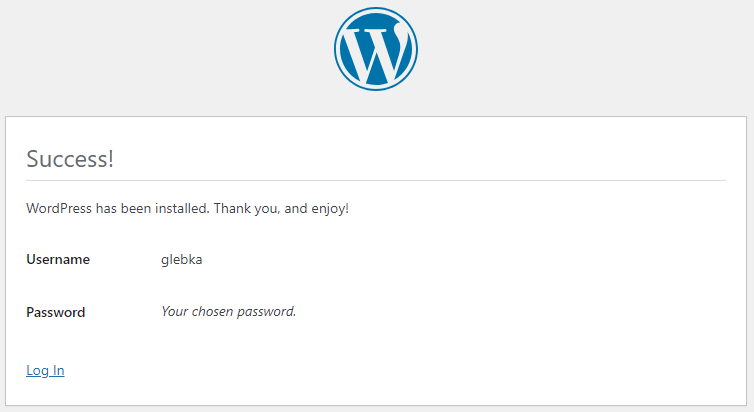 Success!
WordPress has been installed. Thank you, and enjoy!
Username glebka
Password Your chosen password.
Log In